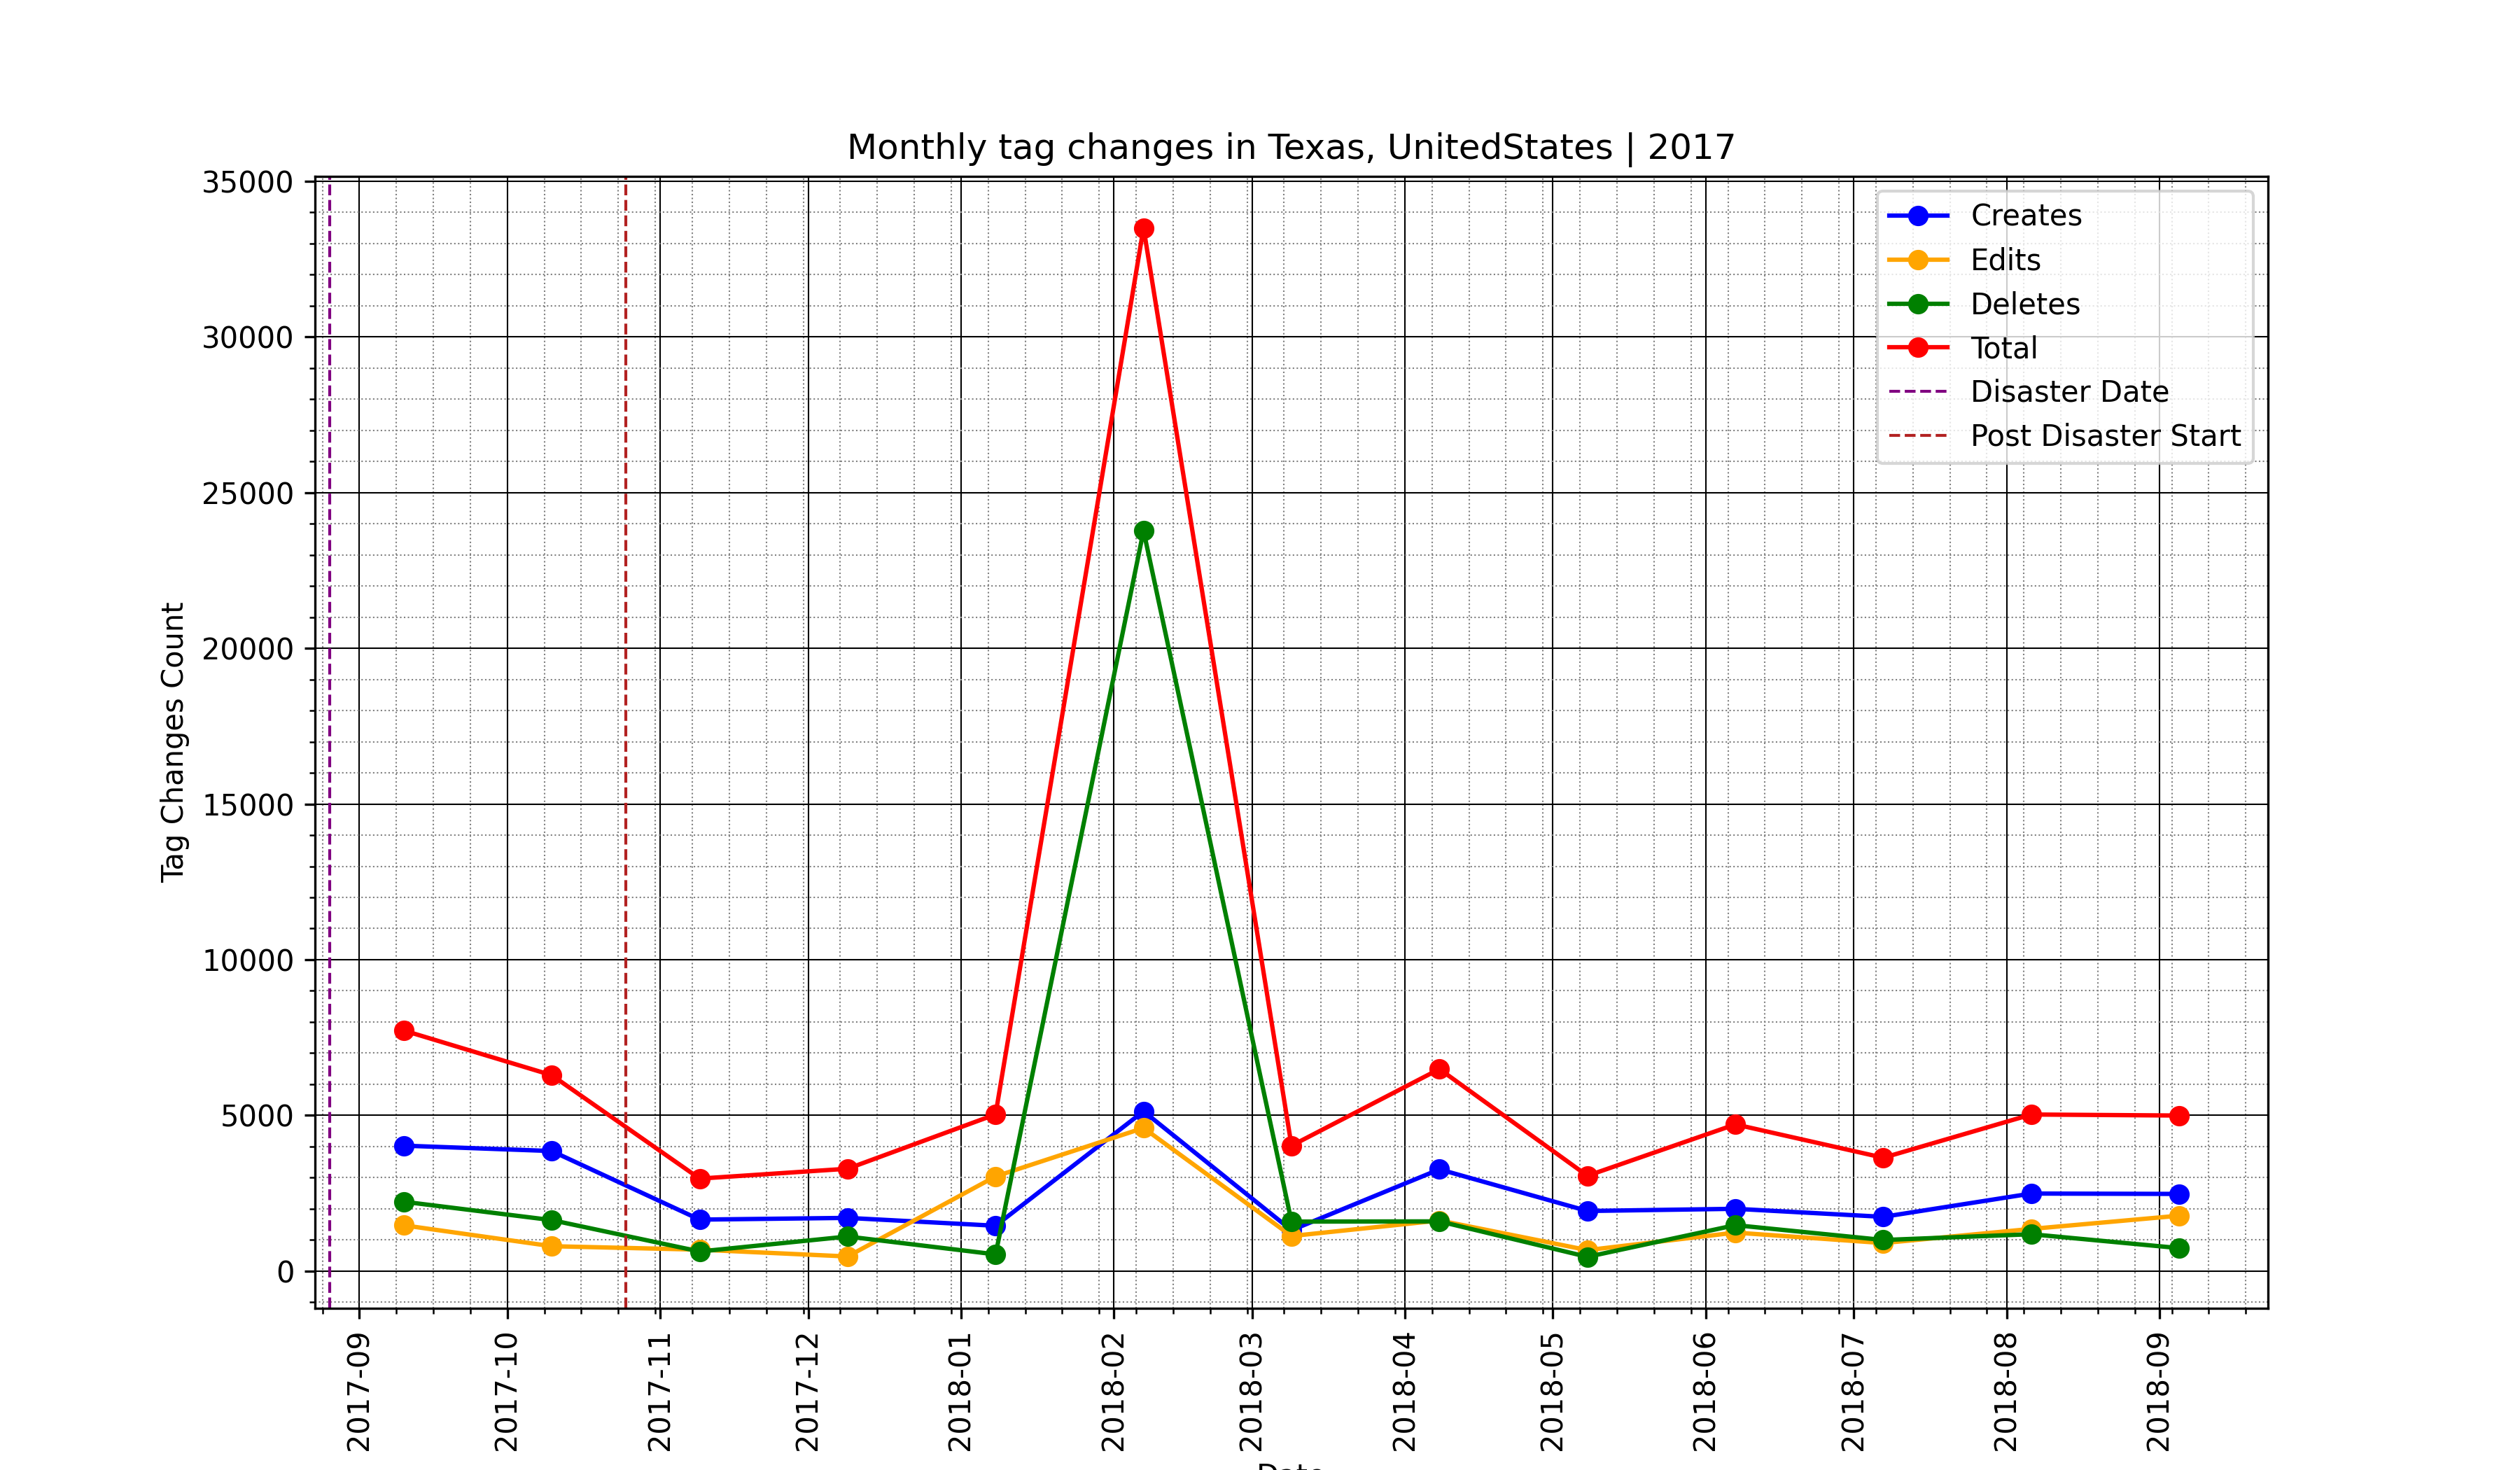 Monthly tag changes in Texas, UnitedStates | 2017
35000
30000
25000
20000
15000
10000
5000
0
Tag Changes Count
Creates
Edits
Deletes
Total
Disaster Date
Post Disaster Start
2017-09
2017-10
2017-11
2017-12
2018-01
2018-02
2018-03
2018-04
2018-05
2018-06
2018-07
2018-08
2018-09
Date